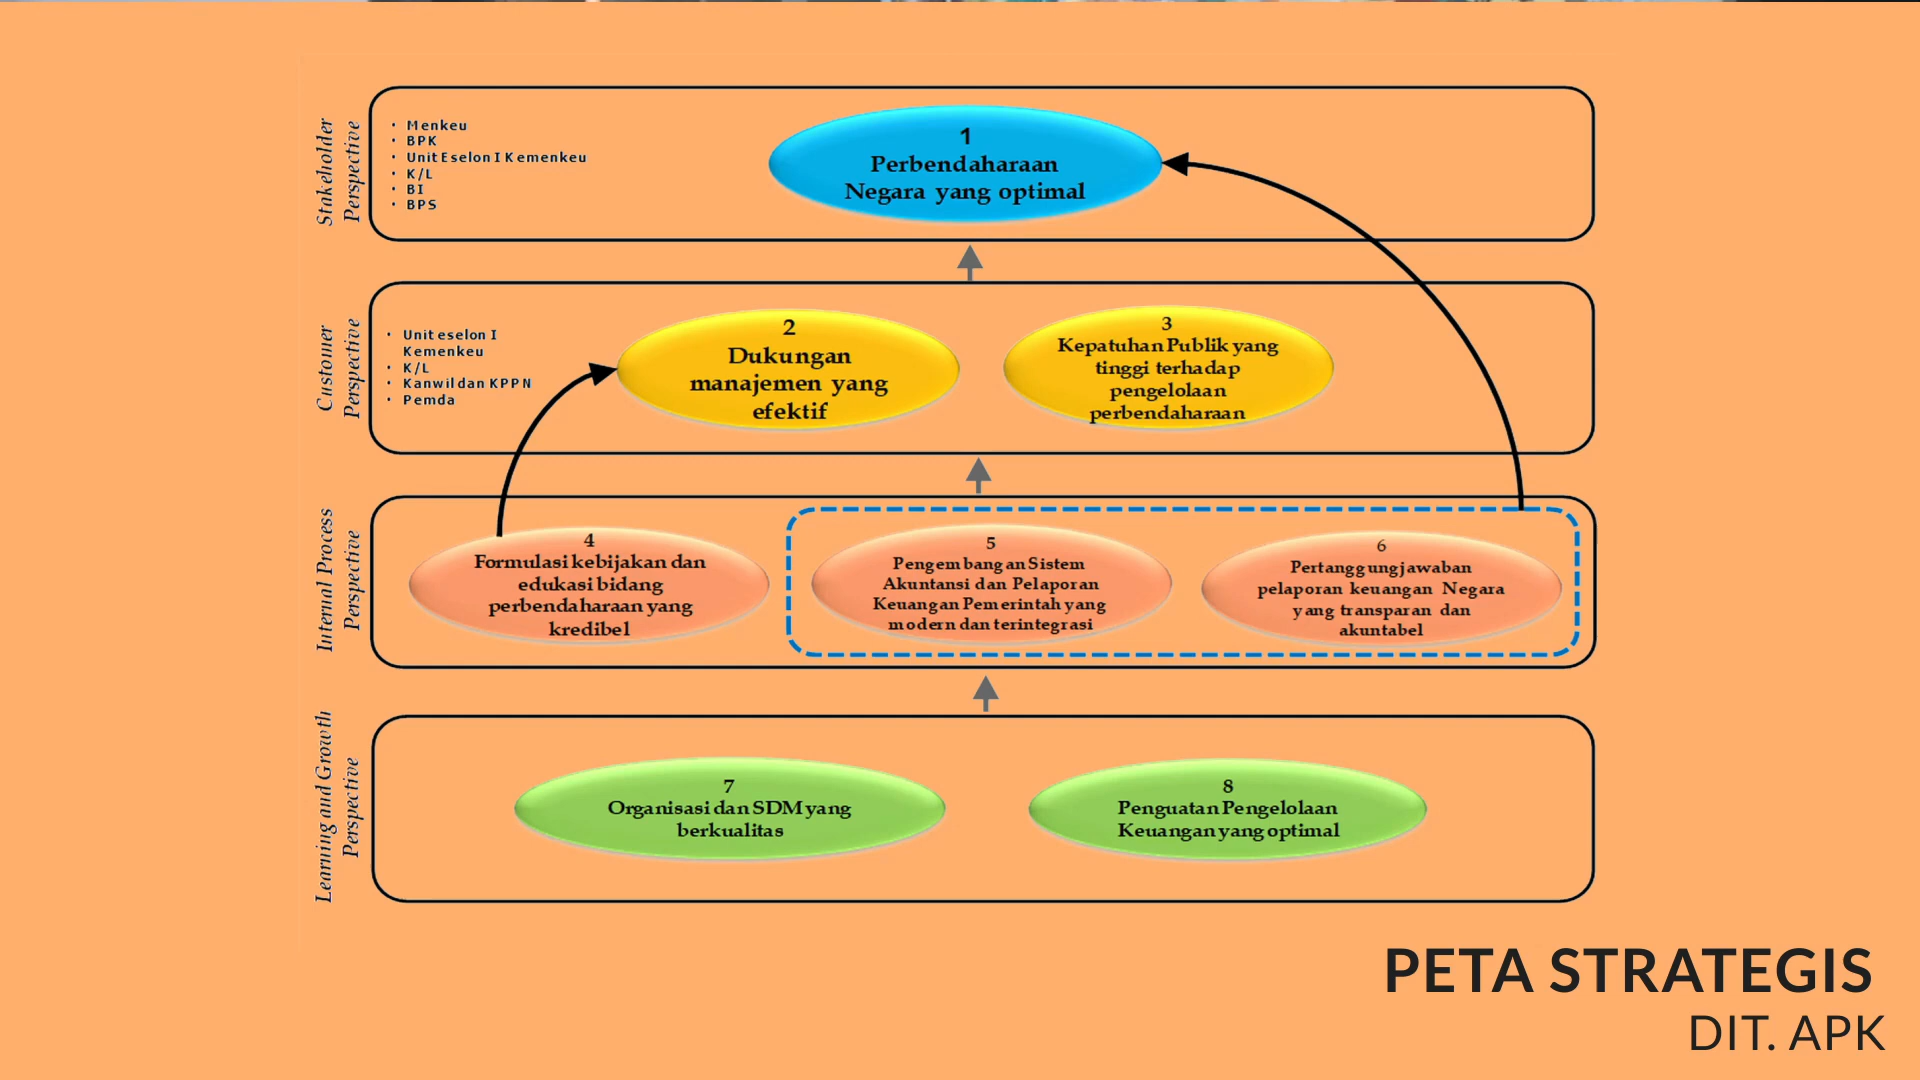 Stakeholder
Perspective
• Menkeu
• BPK
• Unit Eselon I Kemenkeu
• K/L
• BI
• BPS
1
Perbendaharaan
Negara yang optimal
Customer
Perspective
• Unit eselon I
Kemenkeu
• K/L
• Kanwil dan KPPN
• Pemda
2
Dukungan
manajemen yang
efektif
3
Kepatuhan Publik yang
tinggi terhadap
pengelolaan
perbendaharaan
Internal Process
Perspective
4
Formulasi kebijakan dan
edukasi bidang
perbendaharaan yang
kredibel
5
Pengembangan Sistem
Akuntansi dan Pelaporan
Keuangan Pemerintah yang
modern dan terintegrasi
6
Pertanggungjawaban
pelaporan keuangan Negara
yang transparan dan
akuntabel
Learning and Growth
Perspective
7
Organisasi dan SDM yang
berkualitas
8
Penguatan Pengelolaan
Keuangan yang optimal
PETA STRATEGIS
DIT. APK